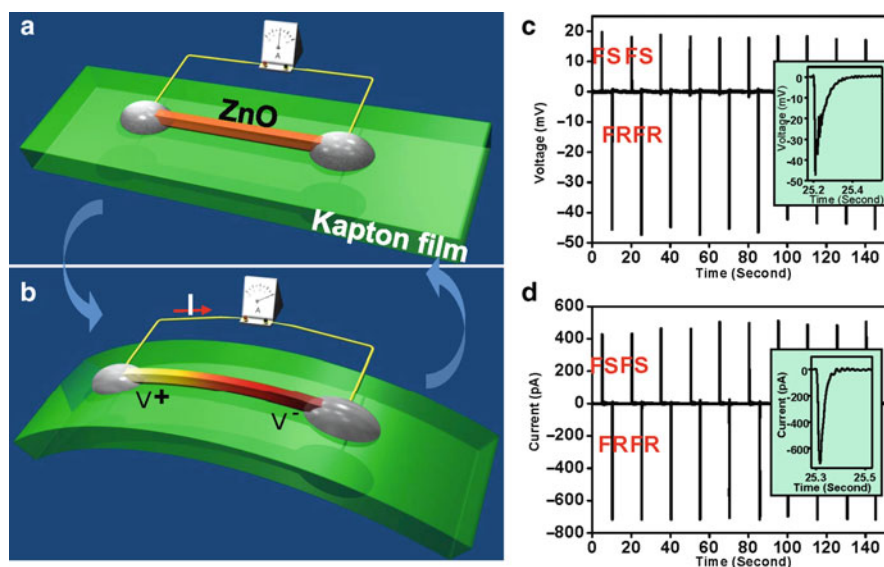 a
A
ZnO
Kapton film
b
I
A
V+
V-
c
20
10
0
−10
−20
−30
−40
−50
Voltage (mV)
FSFS
FRFR
0 20 40 60 80 100 120 140
Time (Second)
0
-10
-20
-30
-40
-50
Voltage (mV)
25.2 25.4
Time (Second)
d
600
400
200
0
−200
−400
−600
−800
Current (pA)
FSFS
FRFR
0 20 40 60 80 100 120 140
Time (Second)
0
-200
-400
-600
Current (pA)
25.3 25.5
Time (Second)